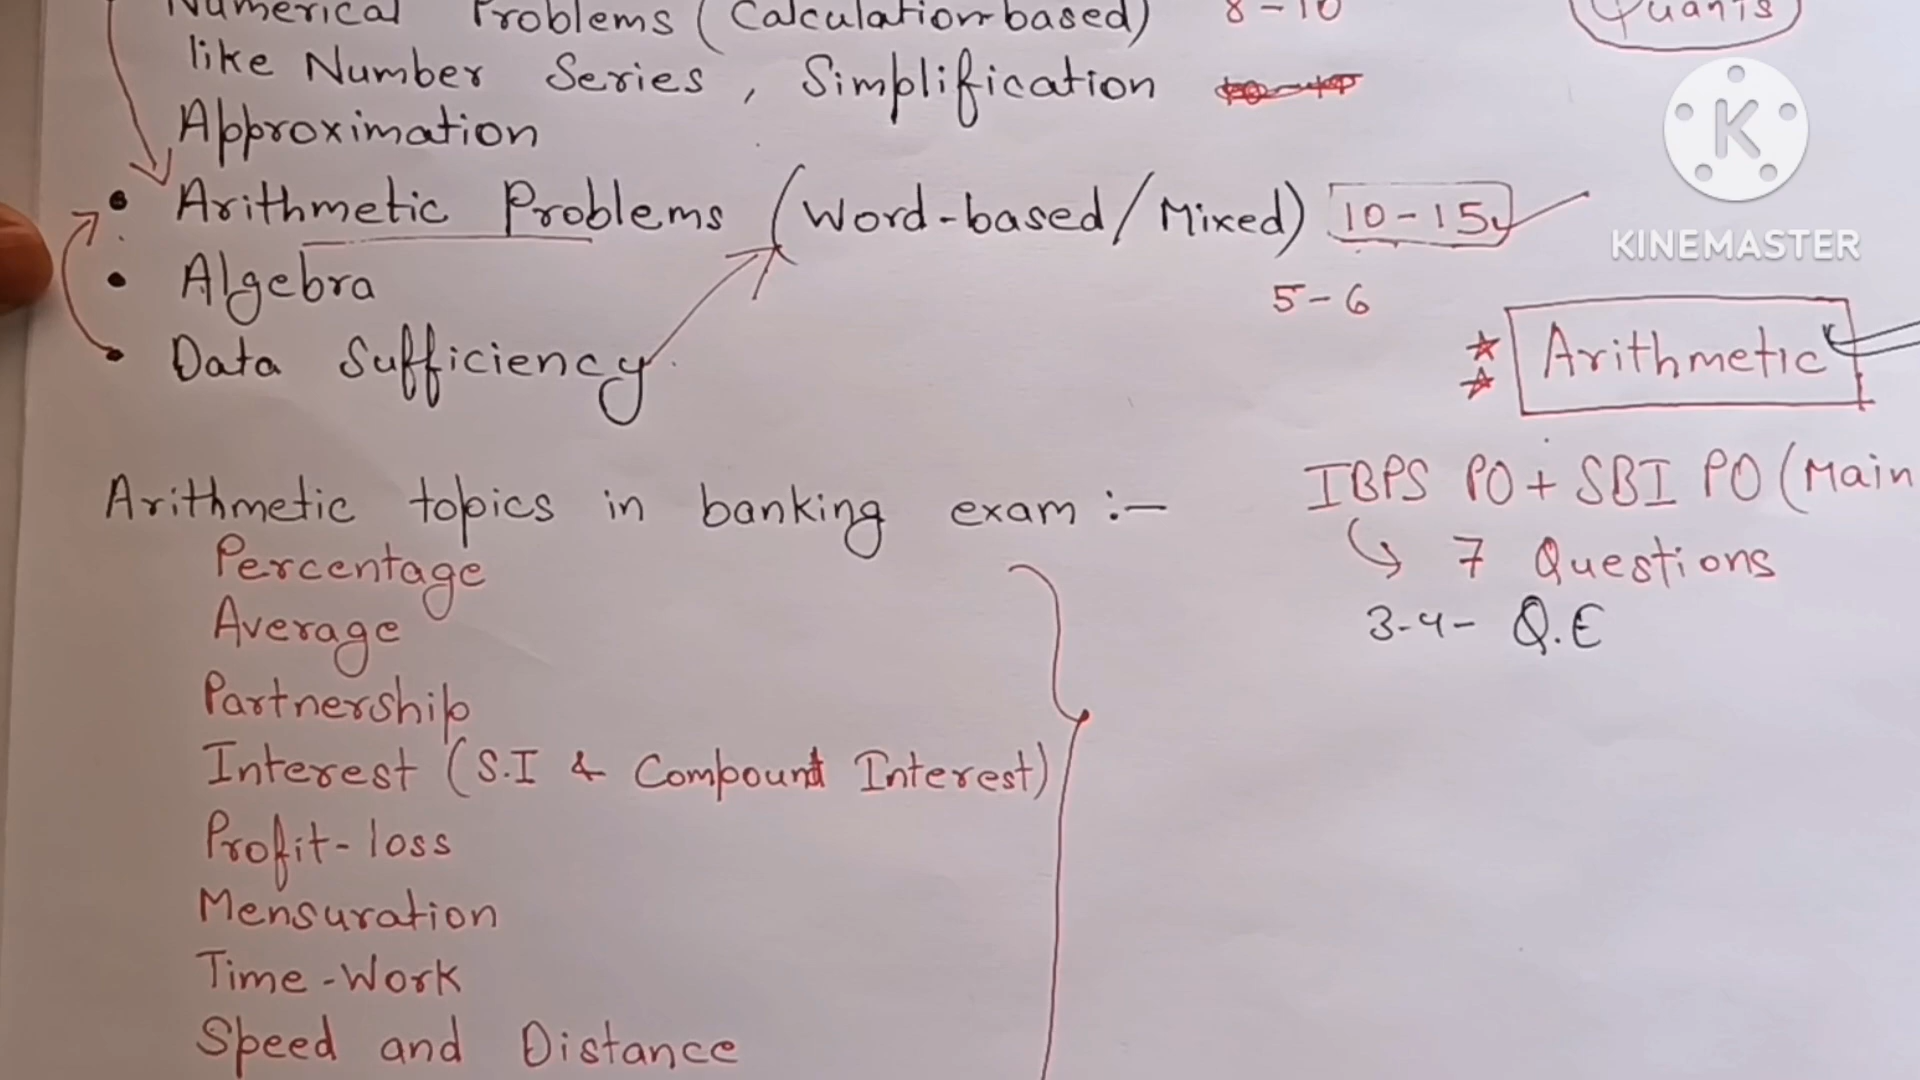 Numerical Problems (Calculation-based) 8-10
Quants
like Number Series, Simplification
Approximation
• Arithmetic Problems (Word-based/Mixed) 10-15
KINEMASTER
• Algebra 5-6
• Data Sufficiency
Arithmetic
Arithmetic topics in banking exam :-
IBPS PO + SBI PO (Main
7 Questions
3-4- Q.E
Percentage
Average
Partnership
Interest (S.I & Compount Interest)
Profit-loss
Mensuration
Time-Work
Speed and Distance